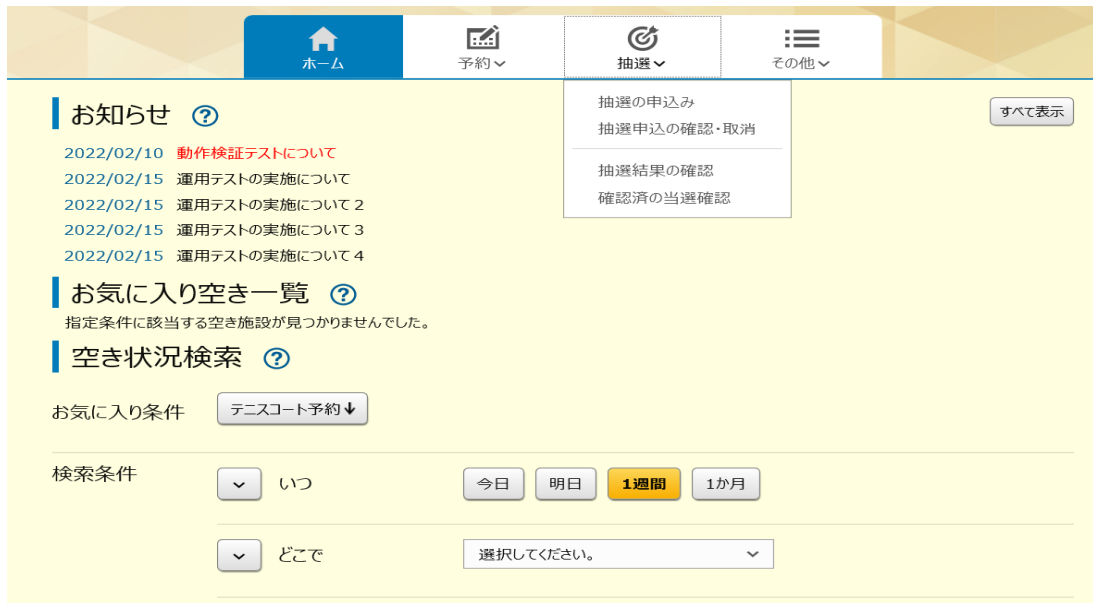 ホーム
予約
抽選
その他
抽選の申込み
抽選申込の確認・取消
抽選結果の確認
確認済の当選確認
お知らせ ?
すべて表示
2022/02/10 動作検証テストについて
2022/02/15 運用テストの実施について
2022/02/15 運用テストの実施について2
2022/02/15 運用テストの実施について3
2022/02/15 運用テストの実施について4
お気に入り空き一覧 ?
指定条件に該当する空き施設が見つかりませんでした。
空き状況検索 ?
お気に入り条件 テニスコート予約↓
検索条件 いつ 今日 明日 1週間 1か月
どこで 選択してください。